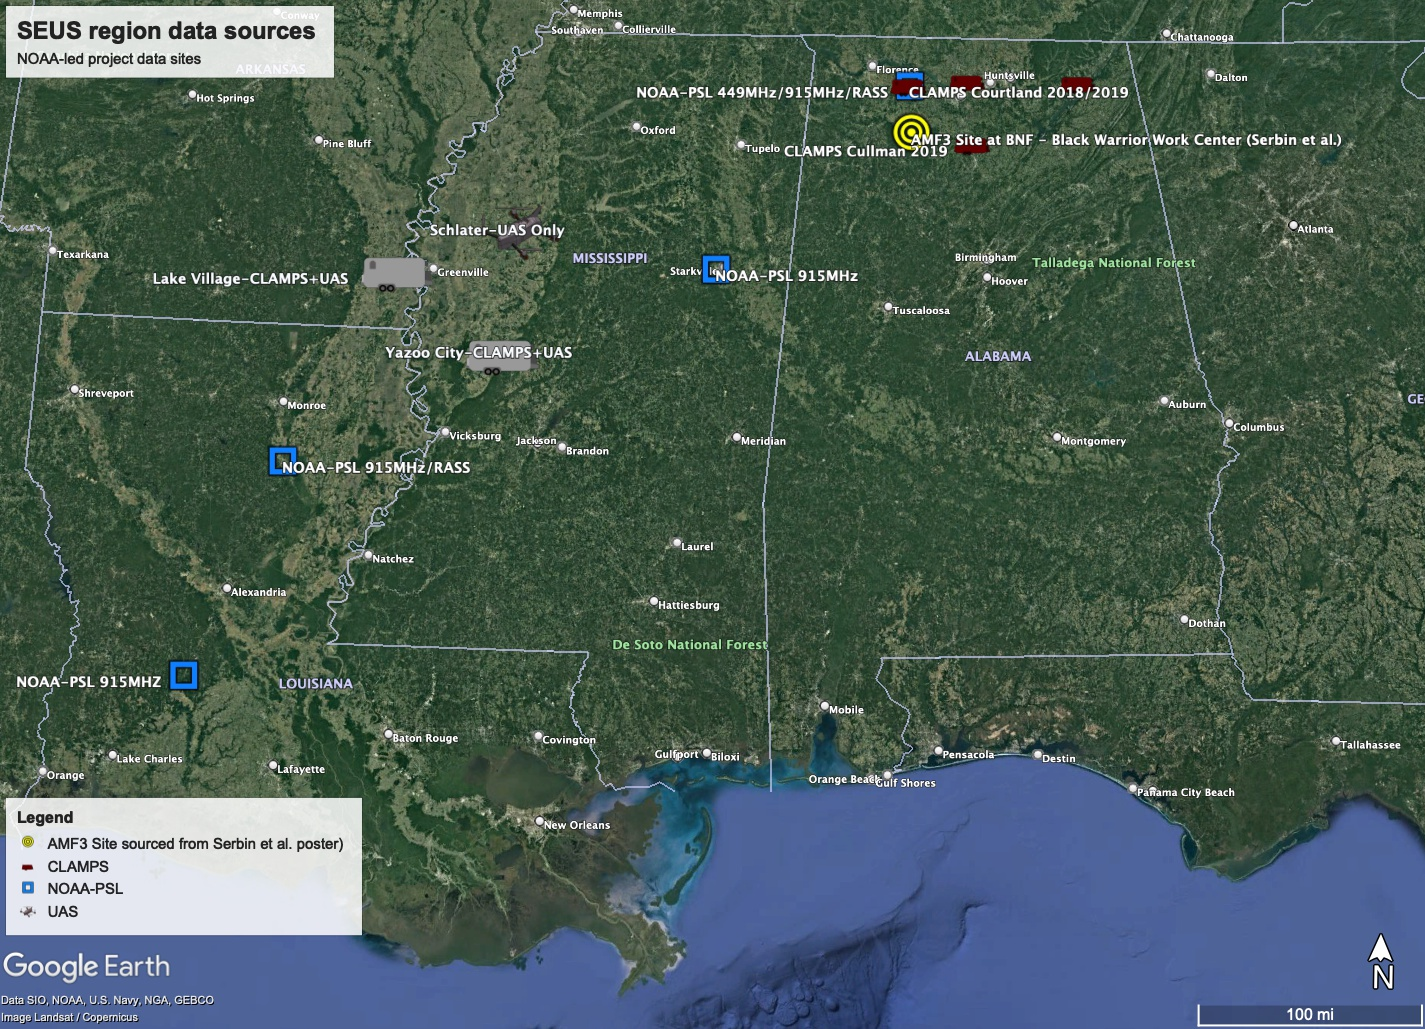 SEUS region data sources
NOAA-led project data sites
Conway
Memphis
Southaven
Collierville
Chattanooga
ARKANSAS
Florence
Huntsville
Dalton
Hot Springs
NOAA-PSL 449MHz/915MHz/RASS
CLAMPS Courtland 2018/2019
Oxford
Pine Bluff
Tupelo
CLAMPS Cullman 2019
AMF3 Site at BNF - Black Warrior Work Center (Serbin et al.)
Schlater-UAS Only
Atlanta
Texarkana
MISSISSIPPI
Birmingham
Talladega National Forest
Lake Village-CLAMPS+UAS
Greenville
NOAA-PSL 915MHz
Hoover
Tuscaloosa
Yazoo City-CLAMPS+UAS
ALABAMA
Shreveport
Monroe
Auburn
GE
Columbus
Vicksburg
Jackson
Brandon
Meridian
Montgomery
NOAA-PSL 915MHz/RASS
Laurel
Natchez
Alexandria
Hattiesburg
Dothan
De Soto National Forest
NOAA-PSL 915MHZ
LOUISIANA
Mobile
Baton Rouge
Covington
Tallahassee
Lake Charles
Gulfport
Biloxi
Pensacola
Destin
Orange
Lafayette
Orange Beach
Gulf Shores
Panama City Beach
New Orleans
Legend
AMF3 Site sourced from Serbin et al. poster)
CLAMPS
NOAA-PSL
UAS
Google Earth
N
Data SIO, NOAA, U.S. Navy, NGA, GEBCO
Image Landsat / Copernicus
100 mi